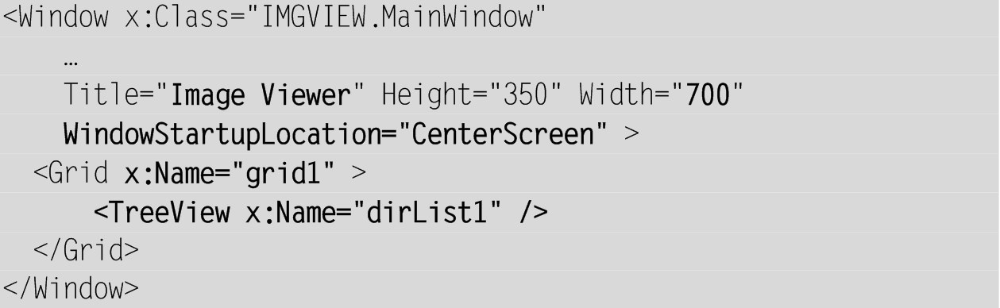 <Window x:Class="IMGVIEW.MainWindow"
…
Title="Image Viewer" Height="350" Width="700"
WindowStartupLocation="CenterScreen" >
<Grid x:Name="grid1" >
<TreeView x:Name="dirList1" />
</Grid>
</Window>